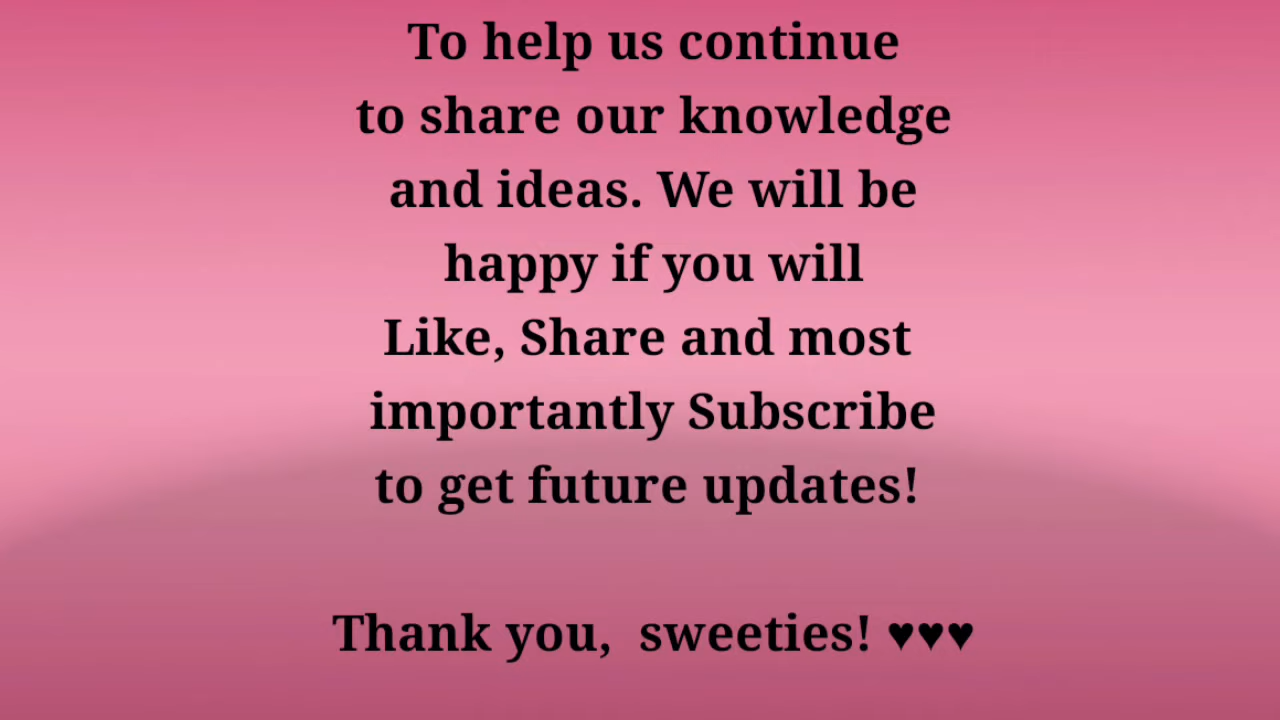 To help us continue
to share our knowledge
and ideas. We will be
happy if you will
Like, Share and most
importantly Subscribe
to get future updates!
Thank you,  sweeties! ♥♥♥